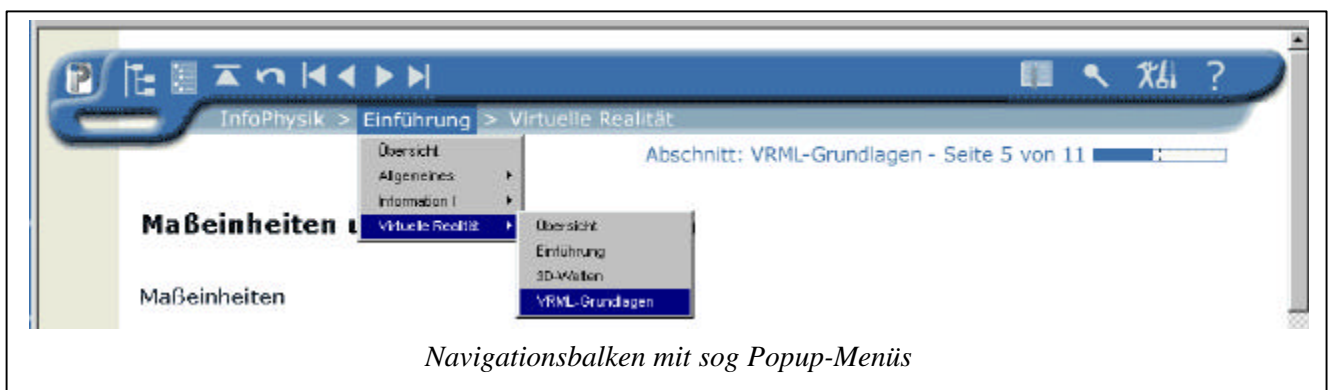 InfoPhysik > Einführung > Virtuelle Realität
Abschnitt: VRML-Grundlagen - Seite 5 von 11
Übersicht
Allgemeines
Information I
Virtuelle Realität
Maßeinheiten
Übersicht
Einführung
3D-Welten
VRML-Grundlagen
Maßeinheiten
Navigationsbalken mit sog Popup-Menüs